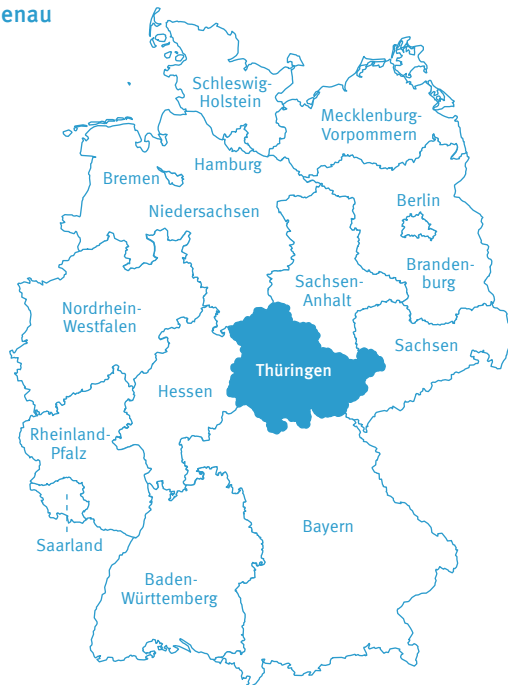 enau
Schleswig-
Holstein
Mecklenburg-
Vorpommern
Hamburg
Bremen
Berlin
Niedersachsen
Branden-
burg
Sachsen-
Anhalt
Nordrhein-
Westfalen
Sachsen
Thüringen
Hessen
Rheinland-
Pfalz
Bayern
Saarland
Baden-
Württemberg